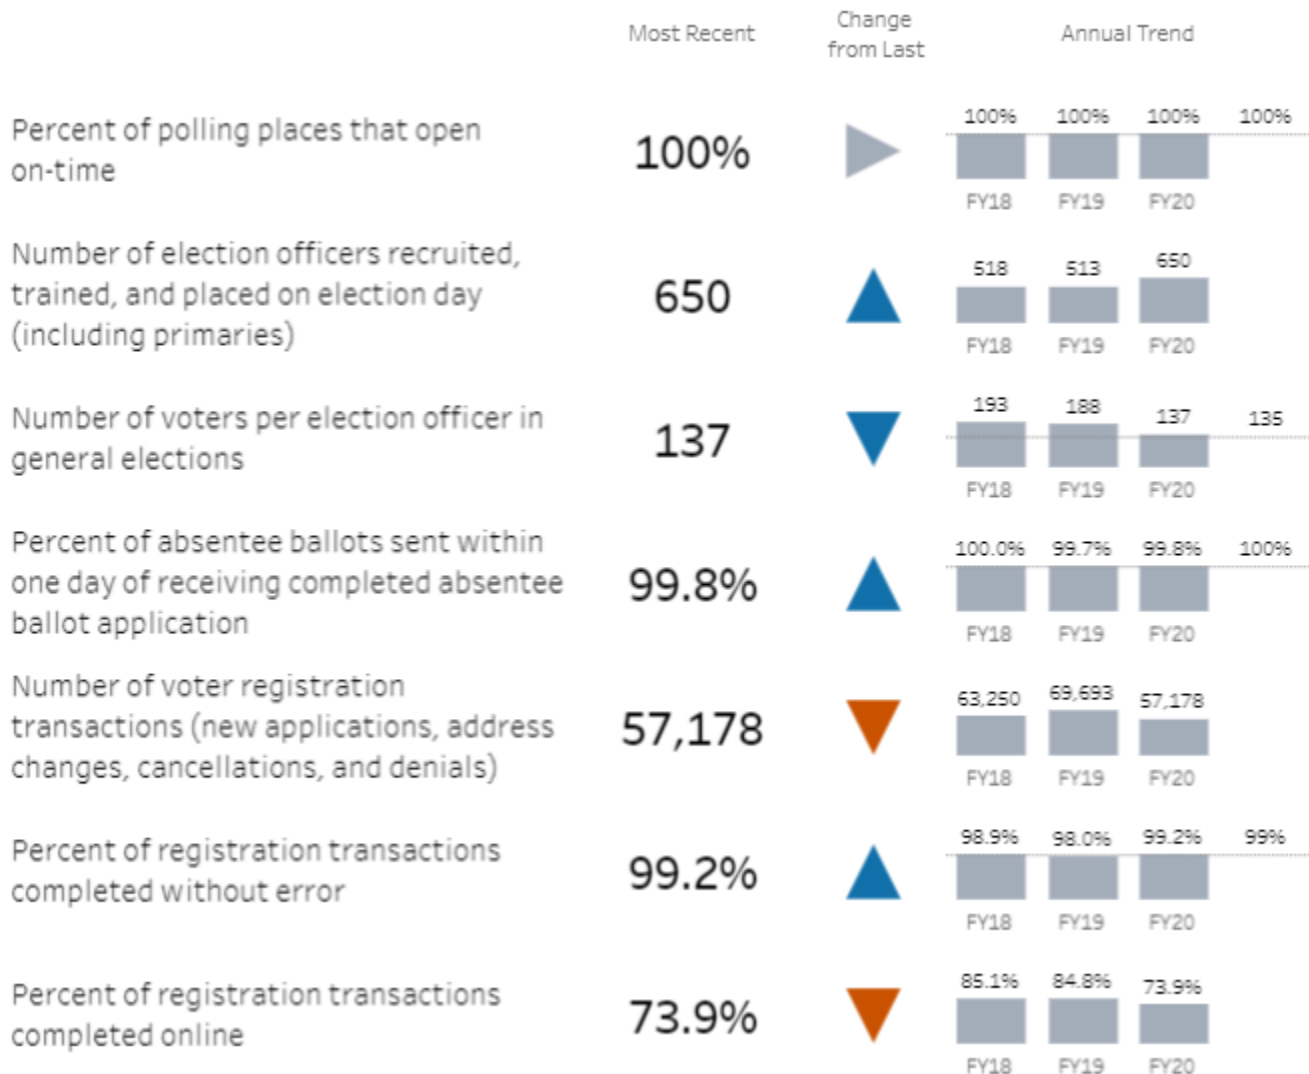 Most Recent
Change
from Last
Annual Trend
Percent of polling places that open
on-time
100%
100% 100% 100% 100%
FY18 FY19 FY20
Number of election officers recruited,
trained, and placed on election day
(including primaries)
650
518 513 650
FY18 FY19 FY20
Number of voters per election officer in
general elections
137
193 188 137 135
FY18 FY19 FY20
Percent of absentee ballots sent within
one day of receiving completed absentee
ballot application
99.8%
100.0% 99.7% 99.8% 100%
FY18 FY19 FY20
Number of voter registration
transactions (new applications, address
changes, cancellations, and denials)
57,178
63,250 69,693 57,178
FY18 FY19 FY20
Percent of registration transactions
completed without error
99.2%
98.9% 98.0% 99.2% 99%
FY18 FY19 FY20
Percent of registration transactions
completed online
73.9%
85.1% 84.8% 73.9%
FY18 FY19 FY20